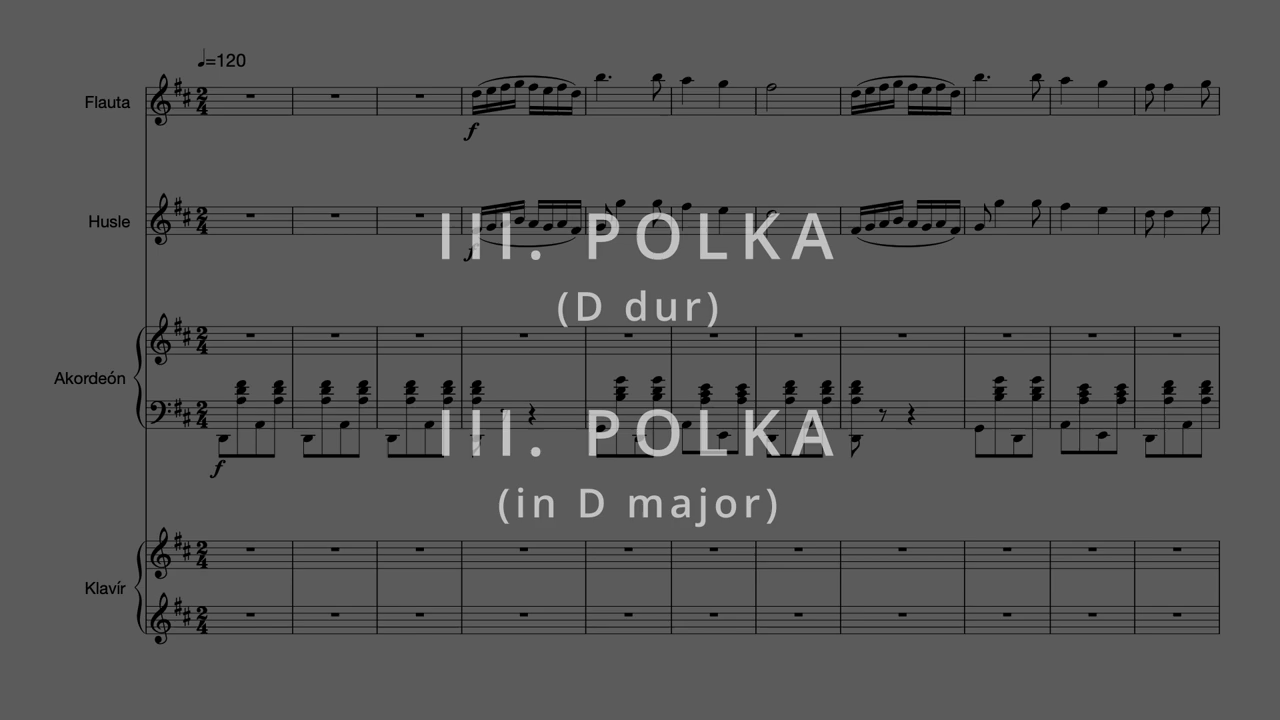 ♩=120
Flauta
f
Husle
f
III. POLKA
(D dur)
Akordeón
f
III. POLKA
(in D major)
Klavír